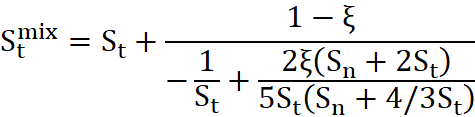 S_t^mix = S_t + (1 − ξ) / (−1/S_t + 2ξ(S_n + 2S_t) / 5S_t(S_n + 4/3S_t))